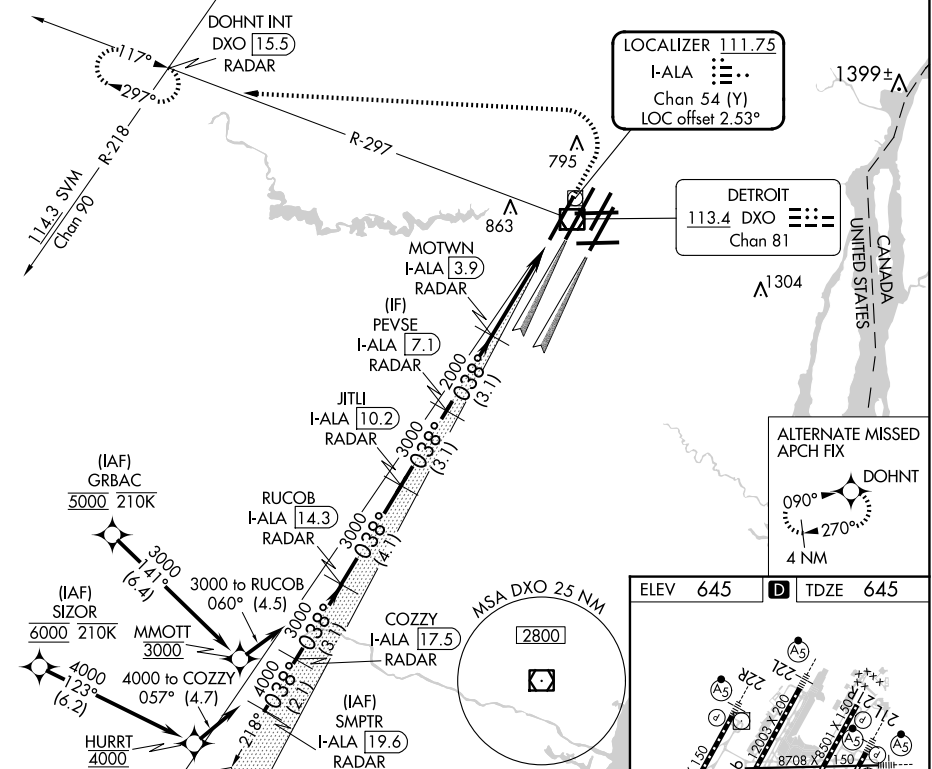 DOHNT INT
DXO 15.5
RADAR
117°
297°
R-218
114.3 SVM
Chan 90
R-297
LOCALIZER 111.75
I-ALA
Chan 54 (Y)
LOC offset 2.53°
1399±
795
863
DETROIT
113.4 DXO
Chan 81
CANADA
UNITED STATES
1304
MOTWN
I-ALA 3.9
RADAR
(IF)
PEVSE
I-ALA 7.1
RADAR
2000
038°
(3.1)
JITLI
I-ALA 10.2
RADAR
3000
038°
(3.1)
RUCOB
I-ALA 14.3
RADAR
3000
038°
(4.1)
(IAF)
GRBAC
5000 210K
3000
141°
(6.4)
3000 to RUCOB
060° (4.5)
(IAF)
SIZOR
6000 210K
4000
123°
(6.2)
MMOTT
3000
4000 to COZZY
057° (4.7)
HURRT
4000
3000
038°
(3.1)
COZZY
I-ALA 17.5
RADAR
4000
038°
(2.1)
218°
(IAF)
SMPTR
I-ALA 19.6
RADAR
MSA DXO 25 NM
2800
ALTERNATE MISSED
APCH FIX
DOHNT
090°
270°
4 NM
ELEV 645
D
TDZE 645
A5
22R
22L
A5
21L
A5
A5
12003 X 200
8501 X 150
8708 X 150
150